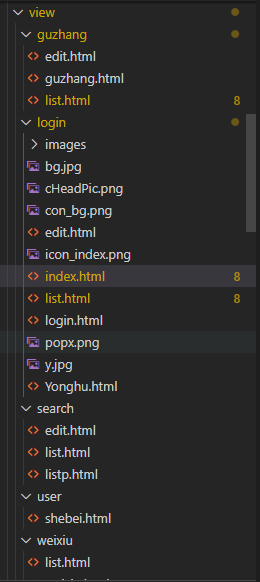 view
guzhang
edit.html
guzhang.html
list.html 8
login
images
bg.jpg
cHeadPic.png
con_bg.png
edit.html
icon_index.png
index.html 8
list.html 8
login.html
popx.png
y.jpg
Yonghu.html
search
edit.html
list.html
listp.html
user
shebei.html
weixiu
list.html